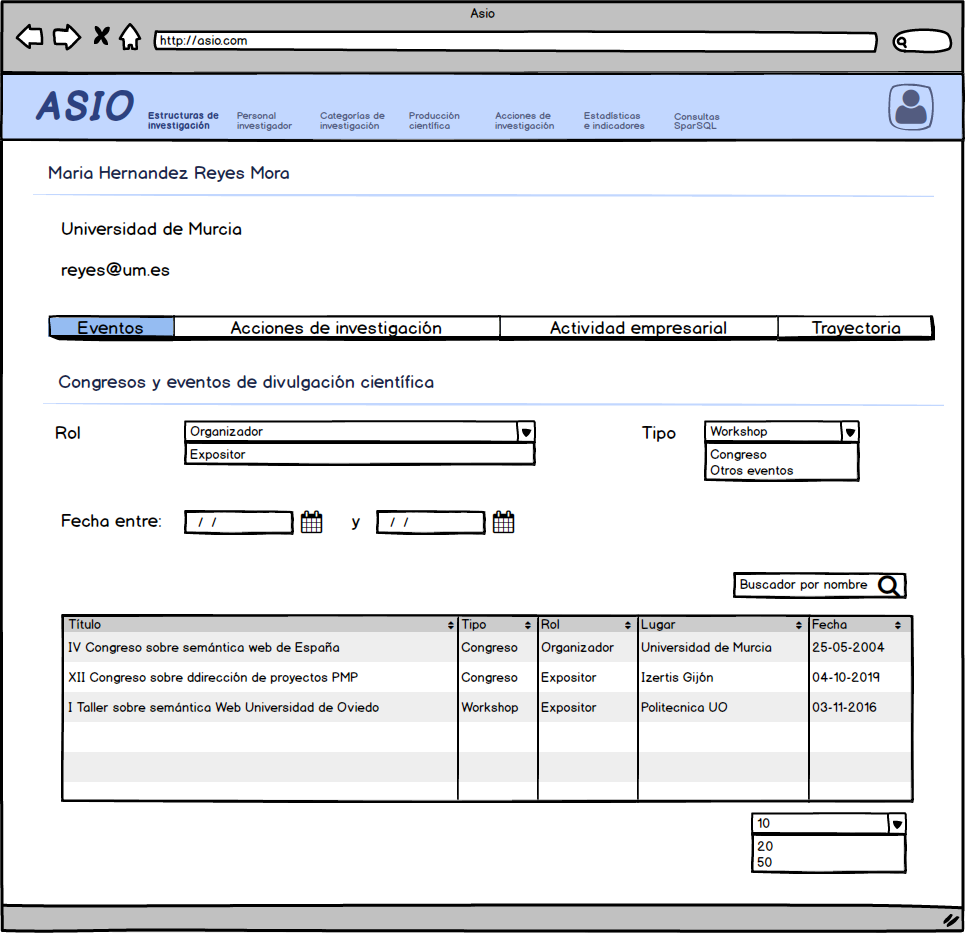 Asio
http://asio.com
ASIO
Estructuras de
investigación
Personal
investigador
Categorías de
investigación
Producción
científica
Acciones de
investigación
Estadísticas
e indicadores
Consultas
SparSQL
Maria Hernandez Reyes Mora
Universidad de Murcia
reyes@um.es
Eventos Acciones de investigación Actividad empresarial Trayectoria
Congresos y eventos de divulgación científica
Rol Organizador Tipo Workshop
Expositor Congreso
Otros eventos
Fecha entre: / / y / /
Buscador por nombre
Título Tipo Rol Lugar Fecha
IV Congreso sobre semántica web de España Congreso Organizador Universidad de Murcia 25-05-2004
XII Congreso sobre ddirección de proyectos PMP Congreso Expositor Izertis Gijón 04-10-2019
I Taller sobre semántica Web Universidad de Oviedo Workshop Expositor Politecnica UO 03-11-2016
10
20
50